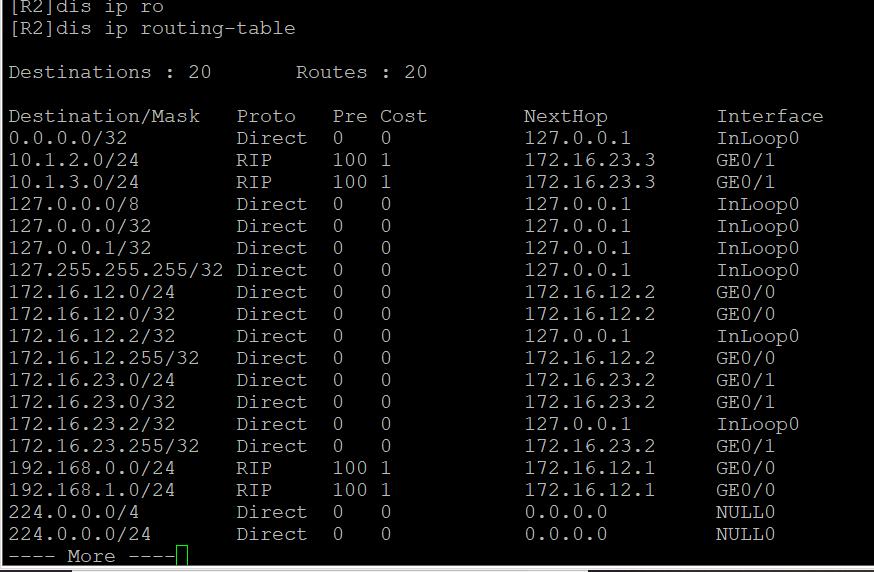 [R2]dis ip ro
[R2]dis ip routing-table
Destinations : 20 Routes : 20
Destination/Mask Proto Pre Cost NextHop Interface
0.0.0.0/32 Direct 0 0 127.0.0.1 InLoop0
10.1.2.0/24 RIP 100 1 172.16.23.3 GE0/1
10.1.3.0/24 RIP 100 1 172.16.23.3 GE0/1
127.0.0.0/8 Direct 0 0 127.0.0.1 InLoop0
127.0.0.0/32 Direct 0 0 127.0.0.1 InLoop0
127.0.0.1/32 Direct 0 0 127.0.0.1 InLoop0
127.255.255.255/32 Direct 0 0 127.0.0.1 InLoop0
172.16.12.0/24 Direct 0 0 172.16.12.2 GE0/0
172.16.12.0/32 Direct 0 0 172.16.12.2 GE0/0
172.16.12.2/32 Direct 0 0 127.0.0.1 InLoop0
172.16.12.255/32 Direct 0 0 172.16.12.2 GE0/0
172.16.23.0/24 Direct 0 0 172.16.23.2 GE0/1
172.16.23.0/32 Direct 0 0 172.16.23.2 GE0/1
172.16.23.2/32 Direct 0 0 127.0.0.1 InLoop0
172.16.23.255/32 Direct 0 0 172.16.23.2 GE0/1
192.168.0.0/24 RIP 100 1 172.16.12.1 GE0/0
192.168.1.0/24 RIP 100 1 172.16.12.1 GE0/0
224.0.0.0/4 Direct 0 0 0.0.0.0 NULL0
224.0.0.0/24 Direct 0 0 0.0.0.0 NULL0
---- More ----